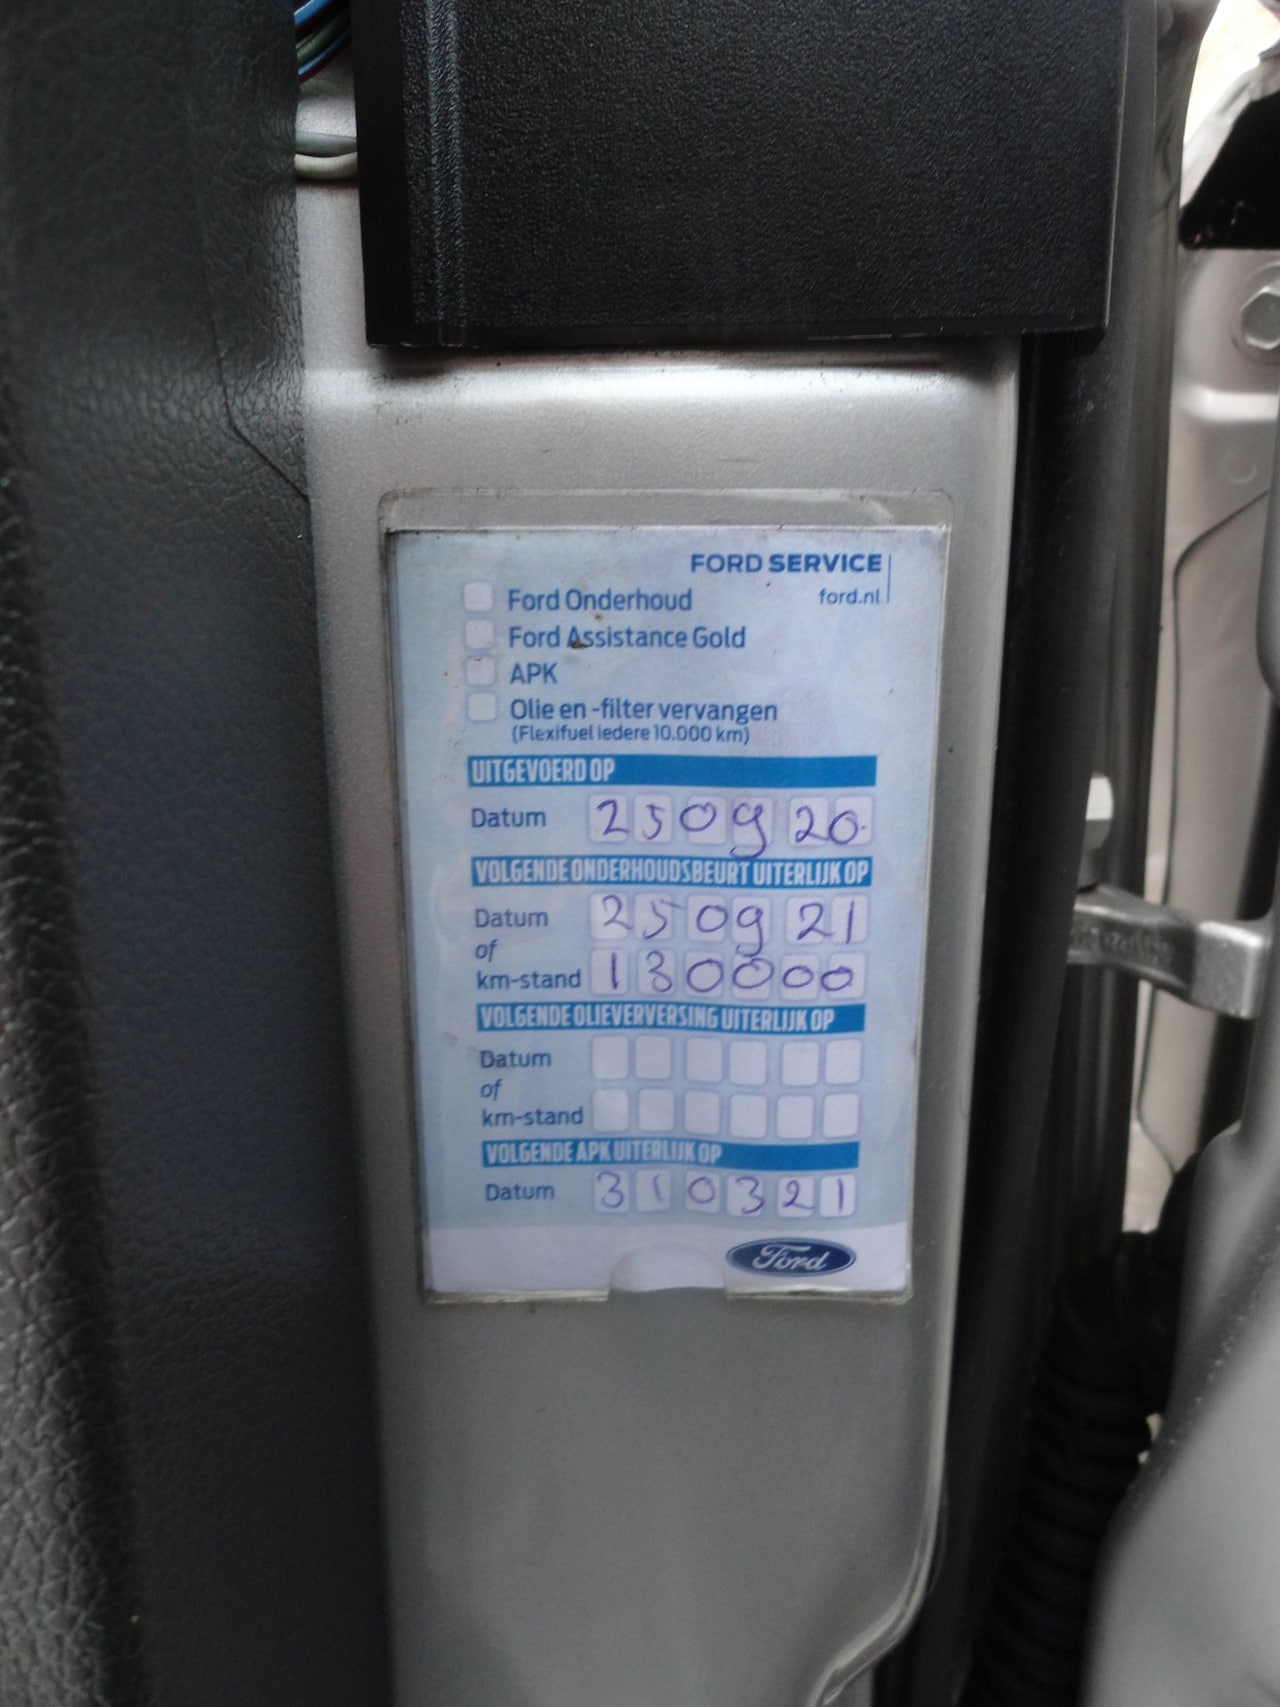 FORD SERVICE
ford.nl
Ford Onderhoud
Ford Assistance Gold
APK
Olie en -filter vervangen
(Flexifuel iedere 10.000 km)
UITGEVOERD OP
Datum 250920
VOLGENDE ONDERHOUDSBEURT UITERLIJK OP
Datum 250921
of
km-stand 130000
VOLGENDE OLIEVERVERSING UITERLIJK OP
Datum
of
km-stand
VOLGENDE APK UITERLIJK OP
Datum 310321
Ford